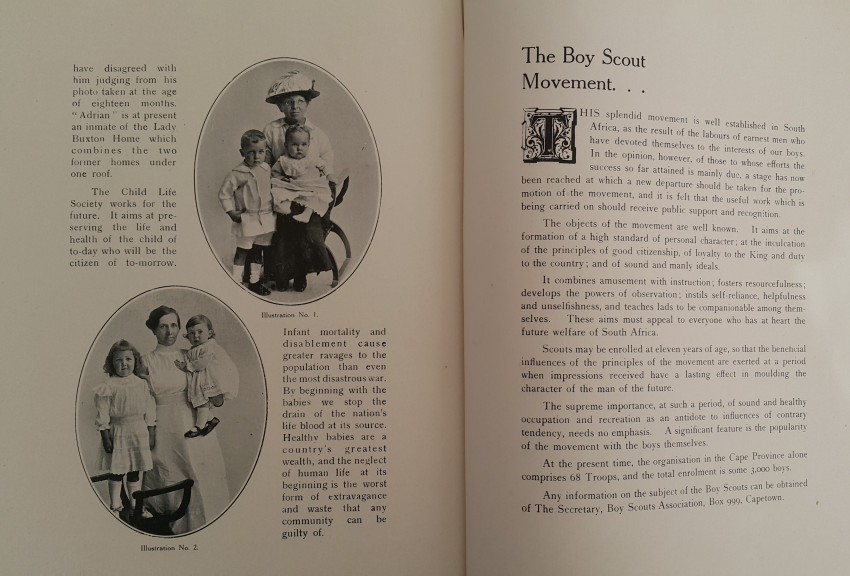 have disagreed with
him judging from his
photo taken at the age
of eighteen months.
"Adrian" is at present
an inmate of the Lady
Buxton Home which
combines the two
former homes under
one roof.
The Child Life
Society works for the
future. It aims at pre-
serving the life and
health of the child of
to-day who will be the
citizen of to-morrow.
Illustration No. 1.
Illustration No. 2.
Infant mortality and
disablement cause
greater ravages to the
population than even
the most disastrous war.
By beginning with the
babies we stop the
drain of the nation's
life blood at its source.
Healthy babies are a
country's greatest
wealth, and the neglect
of human life at its
beginning is the worst
form of extravagance
and waste that any
community can be
guilty of.
The Boy Scout
Movement. . .
THIS splendid movement is well established in South
Africa, as the result of the labours of earnest men who
have devoted themselves to the interests of our boys.
In the opinion, however, of those to whose efforts the
success so far attained is mainly due, a stage has now
been reached at which a new departure should be taken for the pro-
motion of the movement, and it is felt that the useful work which is
being carried on should receive public support and recognition.
The objects of the movement are well known. It aims at the
formation of a high standard of personal character; at the inculcation
of the principles of good citizenship, of loyalty to the King and duty
to the country; and of sound and manly ideals.
It combines amusement with instruction; fosters resourcefulness;
develops the powers of observation; instils self-reliance, helpfulness
and unselfishness, and teaches lads to be companionable among them-
selves. These aims must appeal to everyone who has at heart the
future welfare of South Africa.
Scouts may be enrolled at eleven years of age, so that the beneficial
influences of the principles of the movement are exerted at a period
when impressions received have a lasting effect in moulding the
character of the man of the future.
The supreme importance, at such a period, of sound and healthy
occupation and recreation as an antidote to influences of contrary
tendency, needs no emphasis. A significant feature is the popularity
of the movement with the boys themselves.
At the present time, the organisation in the Cape Province alone
comprises 68 Troops, and the total enrolment is some 3,000 boys.
Any information on the subject of the Boy Scouts can be obtained
of The Secretary, Boy Scouts Association, Box 999, Capetown.